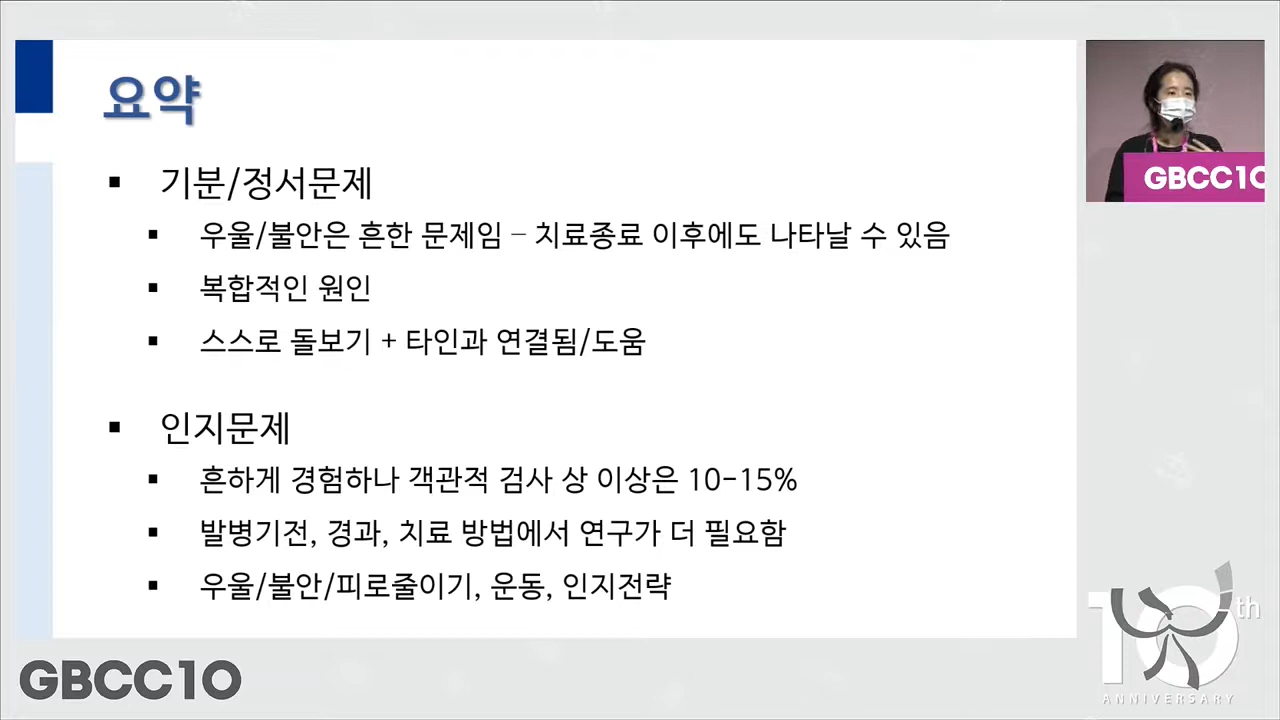 요약
기분/정서문제
우울/불안은 흔한 문제임 – 치료종료 이후에도 나타날 수 있음
복합적인 원인
스스로 돌보기 + 타인과 연결됨/도움
인지문제
흔하게 경험하나 객관적 검사 상 이상은 10-15%
발병기전, 경과, 치료 방법에서 연구가 더 필요함
우울/불안/피로줄이기, 운동, 인지전략
GBCC10
GBCC10
10th
ANNIVERSARY